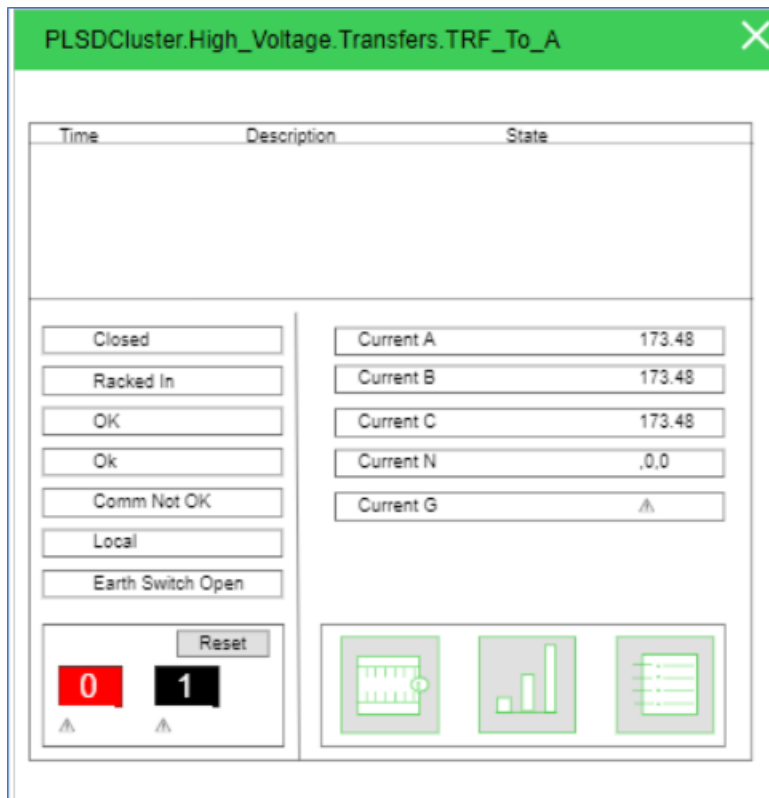 PLSDCluster.High_Voltage.Transfers.TRF_To_A
Time Description State
Closed
Racked In
OK
Ok
Comm Not OK
Local
Earth Switch Open
Current A 173.48
Current B 173.48
Current C 173.48
Current N ,0,0
Current G
Reset
0 1